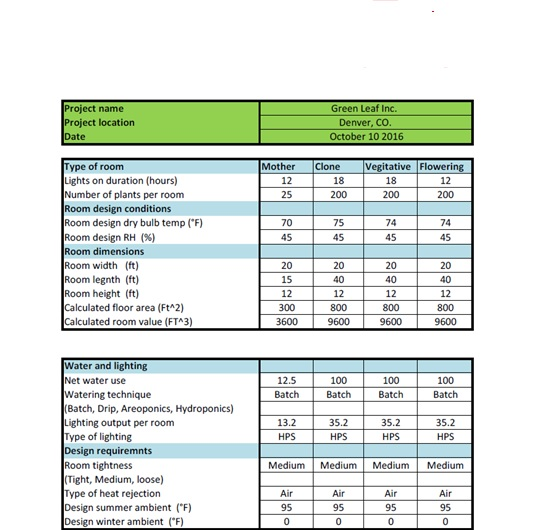 Project name Green Leaf Inc.
Project location Denver, CO.
Date October 10 2016
Type of room Mother Clone Vegitative Flowering
Lights on duration (hours) 12 18 18 12
Number of plants per room 25 200 200 200
Room design conditions
Room design dry bulb temp (°F) 70 75 74 74
Room design RH (%) 45 45 45 45
Room dimensions
Room width (ft) 20 20 20 20
Room legnth (ft) 15 40 40 40
Room height (ft) 12 12 12 12
Calculated floor area (Ft^2) 300 800 800 800
Calculated room value (FT^3) 3600 9600 9600 9600
Water and lighting
Net water use 12.5 100 100 100
Watering technique Batch Batch Batch Batch
(Batch, Drip, Areoponics, Hydroponics)
Lighting output per room 13.2 35.2 35.2 35.2
Type of lighting HPS HPS HPS HPS
Design requiremnts
Room tightness Medium Medium Medium Medium
(Tight, Medium, loose)
Type of heat rejection Air Air Air Air
Design summer ambient (°F) 95 95 95 95
Design winter ambient (°F) 0 0 0 0